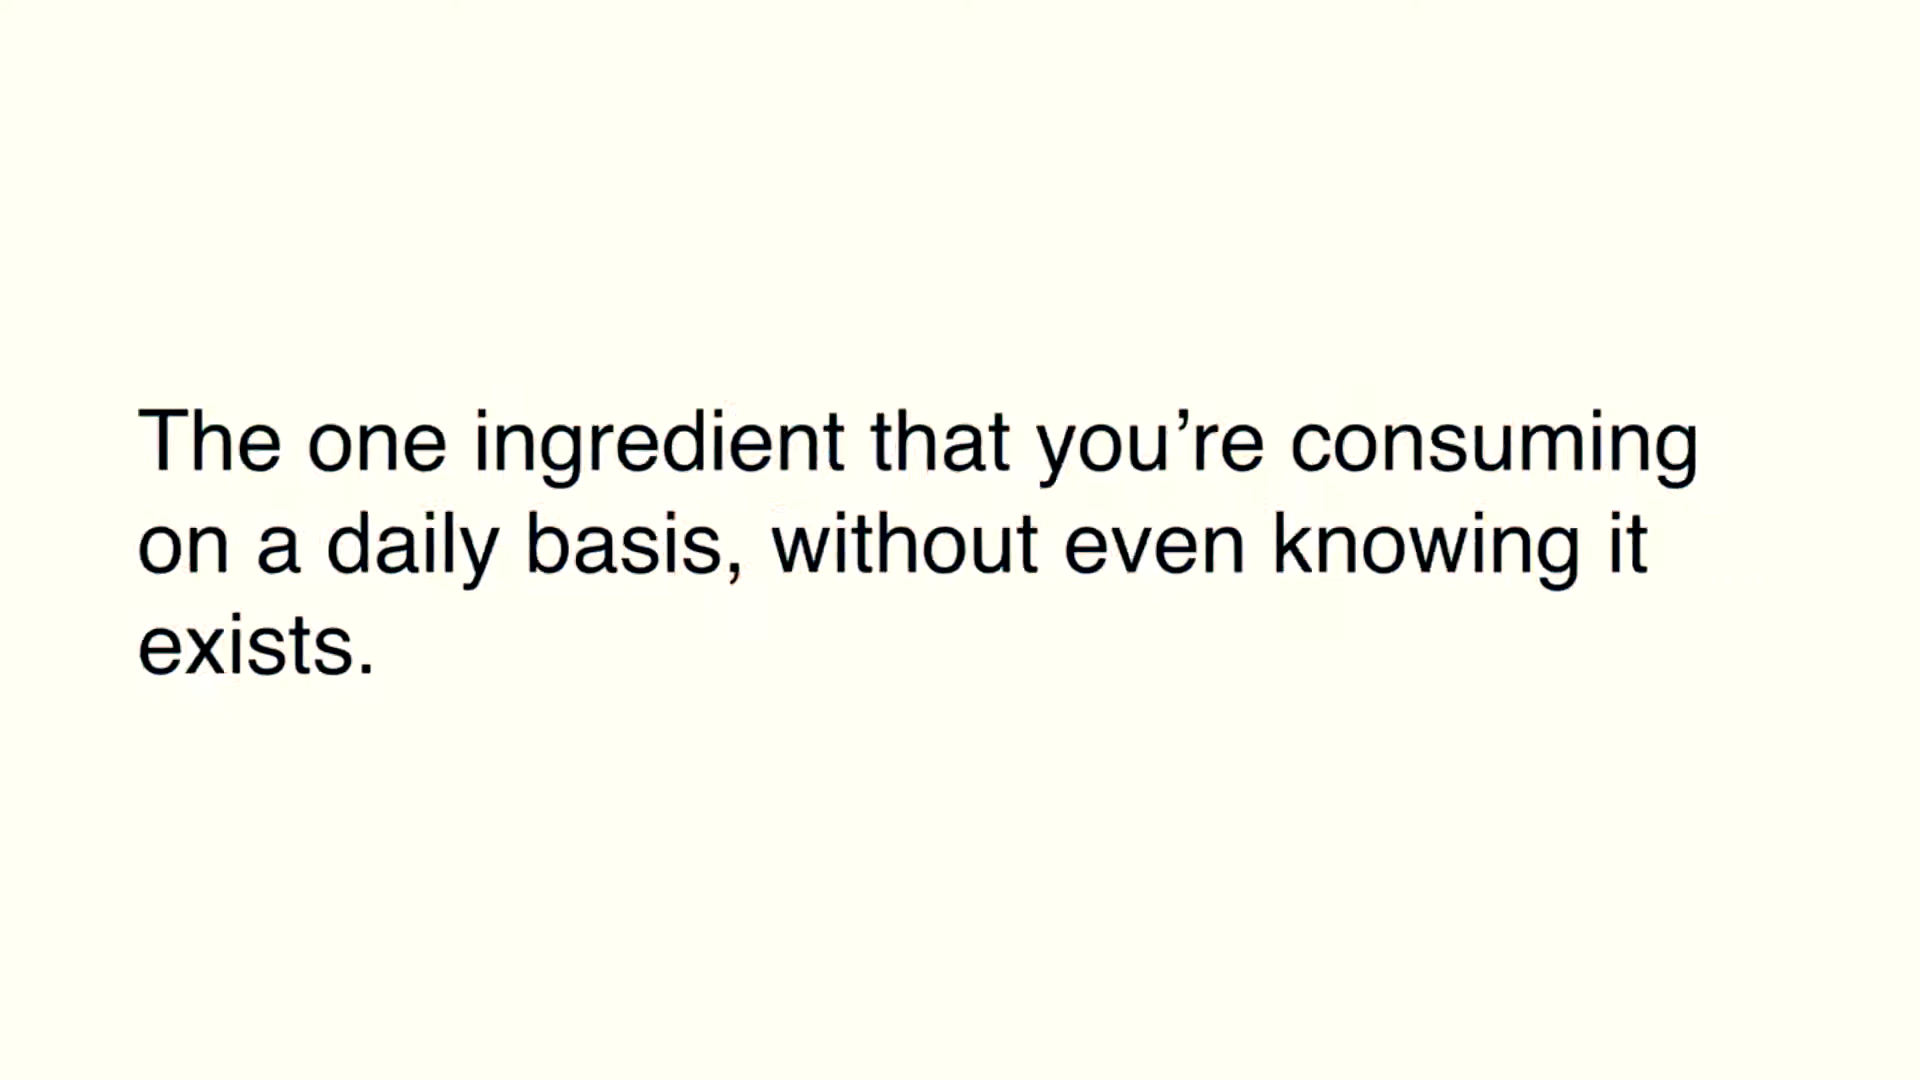 The one ingredient that you’re consuming
on a daily basis, without even knowing it
exists.